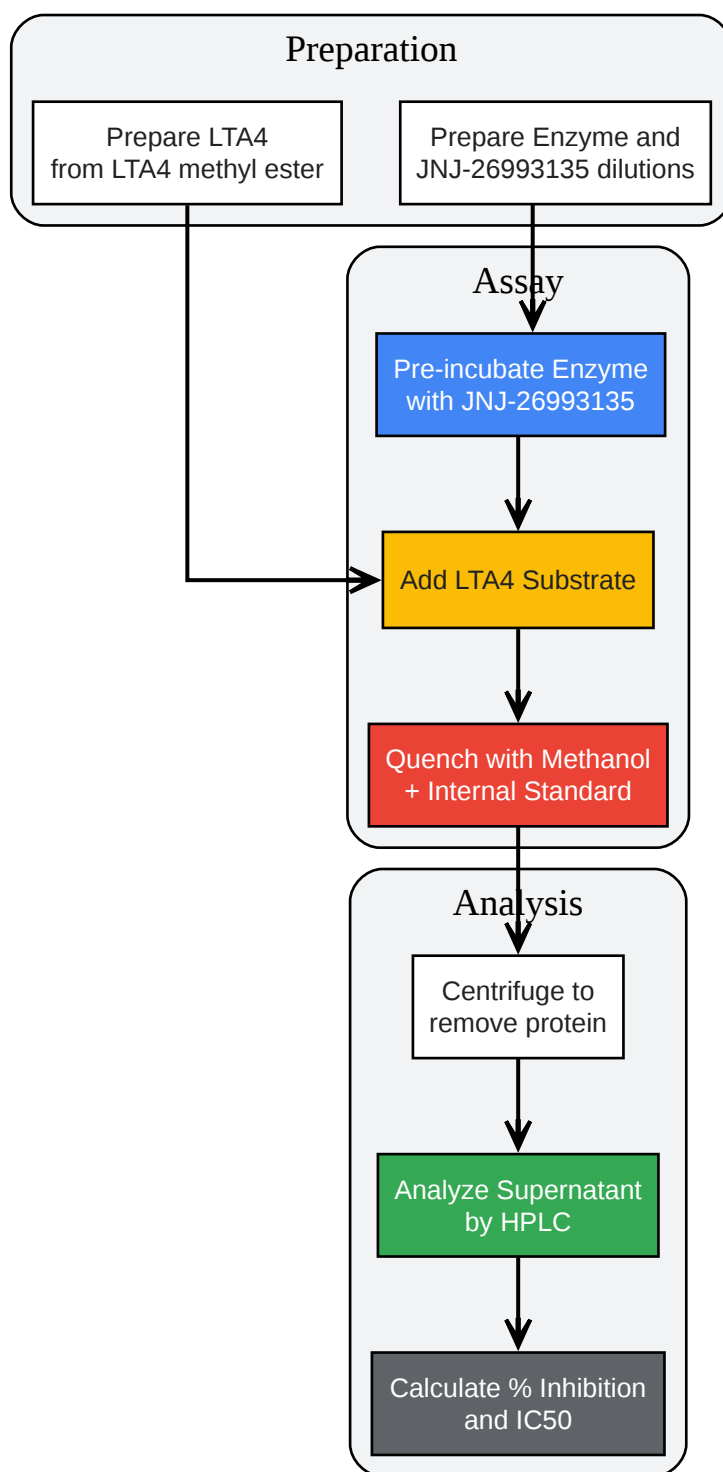 Preparation
Prepare LTA4
from LTA4 methyl ester
Prepare Enzyme and
JNJ-26993135 dilutions
Assay
Pre-incubate Enzyme
with JNJ-26993135
Add LTA4 Substrate
Quench with Methanol
+ Internal Standard
Analysis
Centrifuge to
remove protein
Analyze Supernatant
by HPLC
Calculate % Inhibition
and IC50